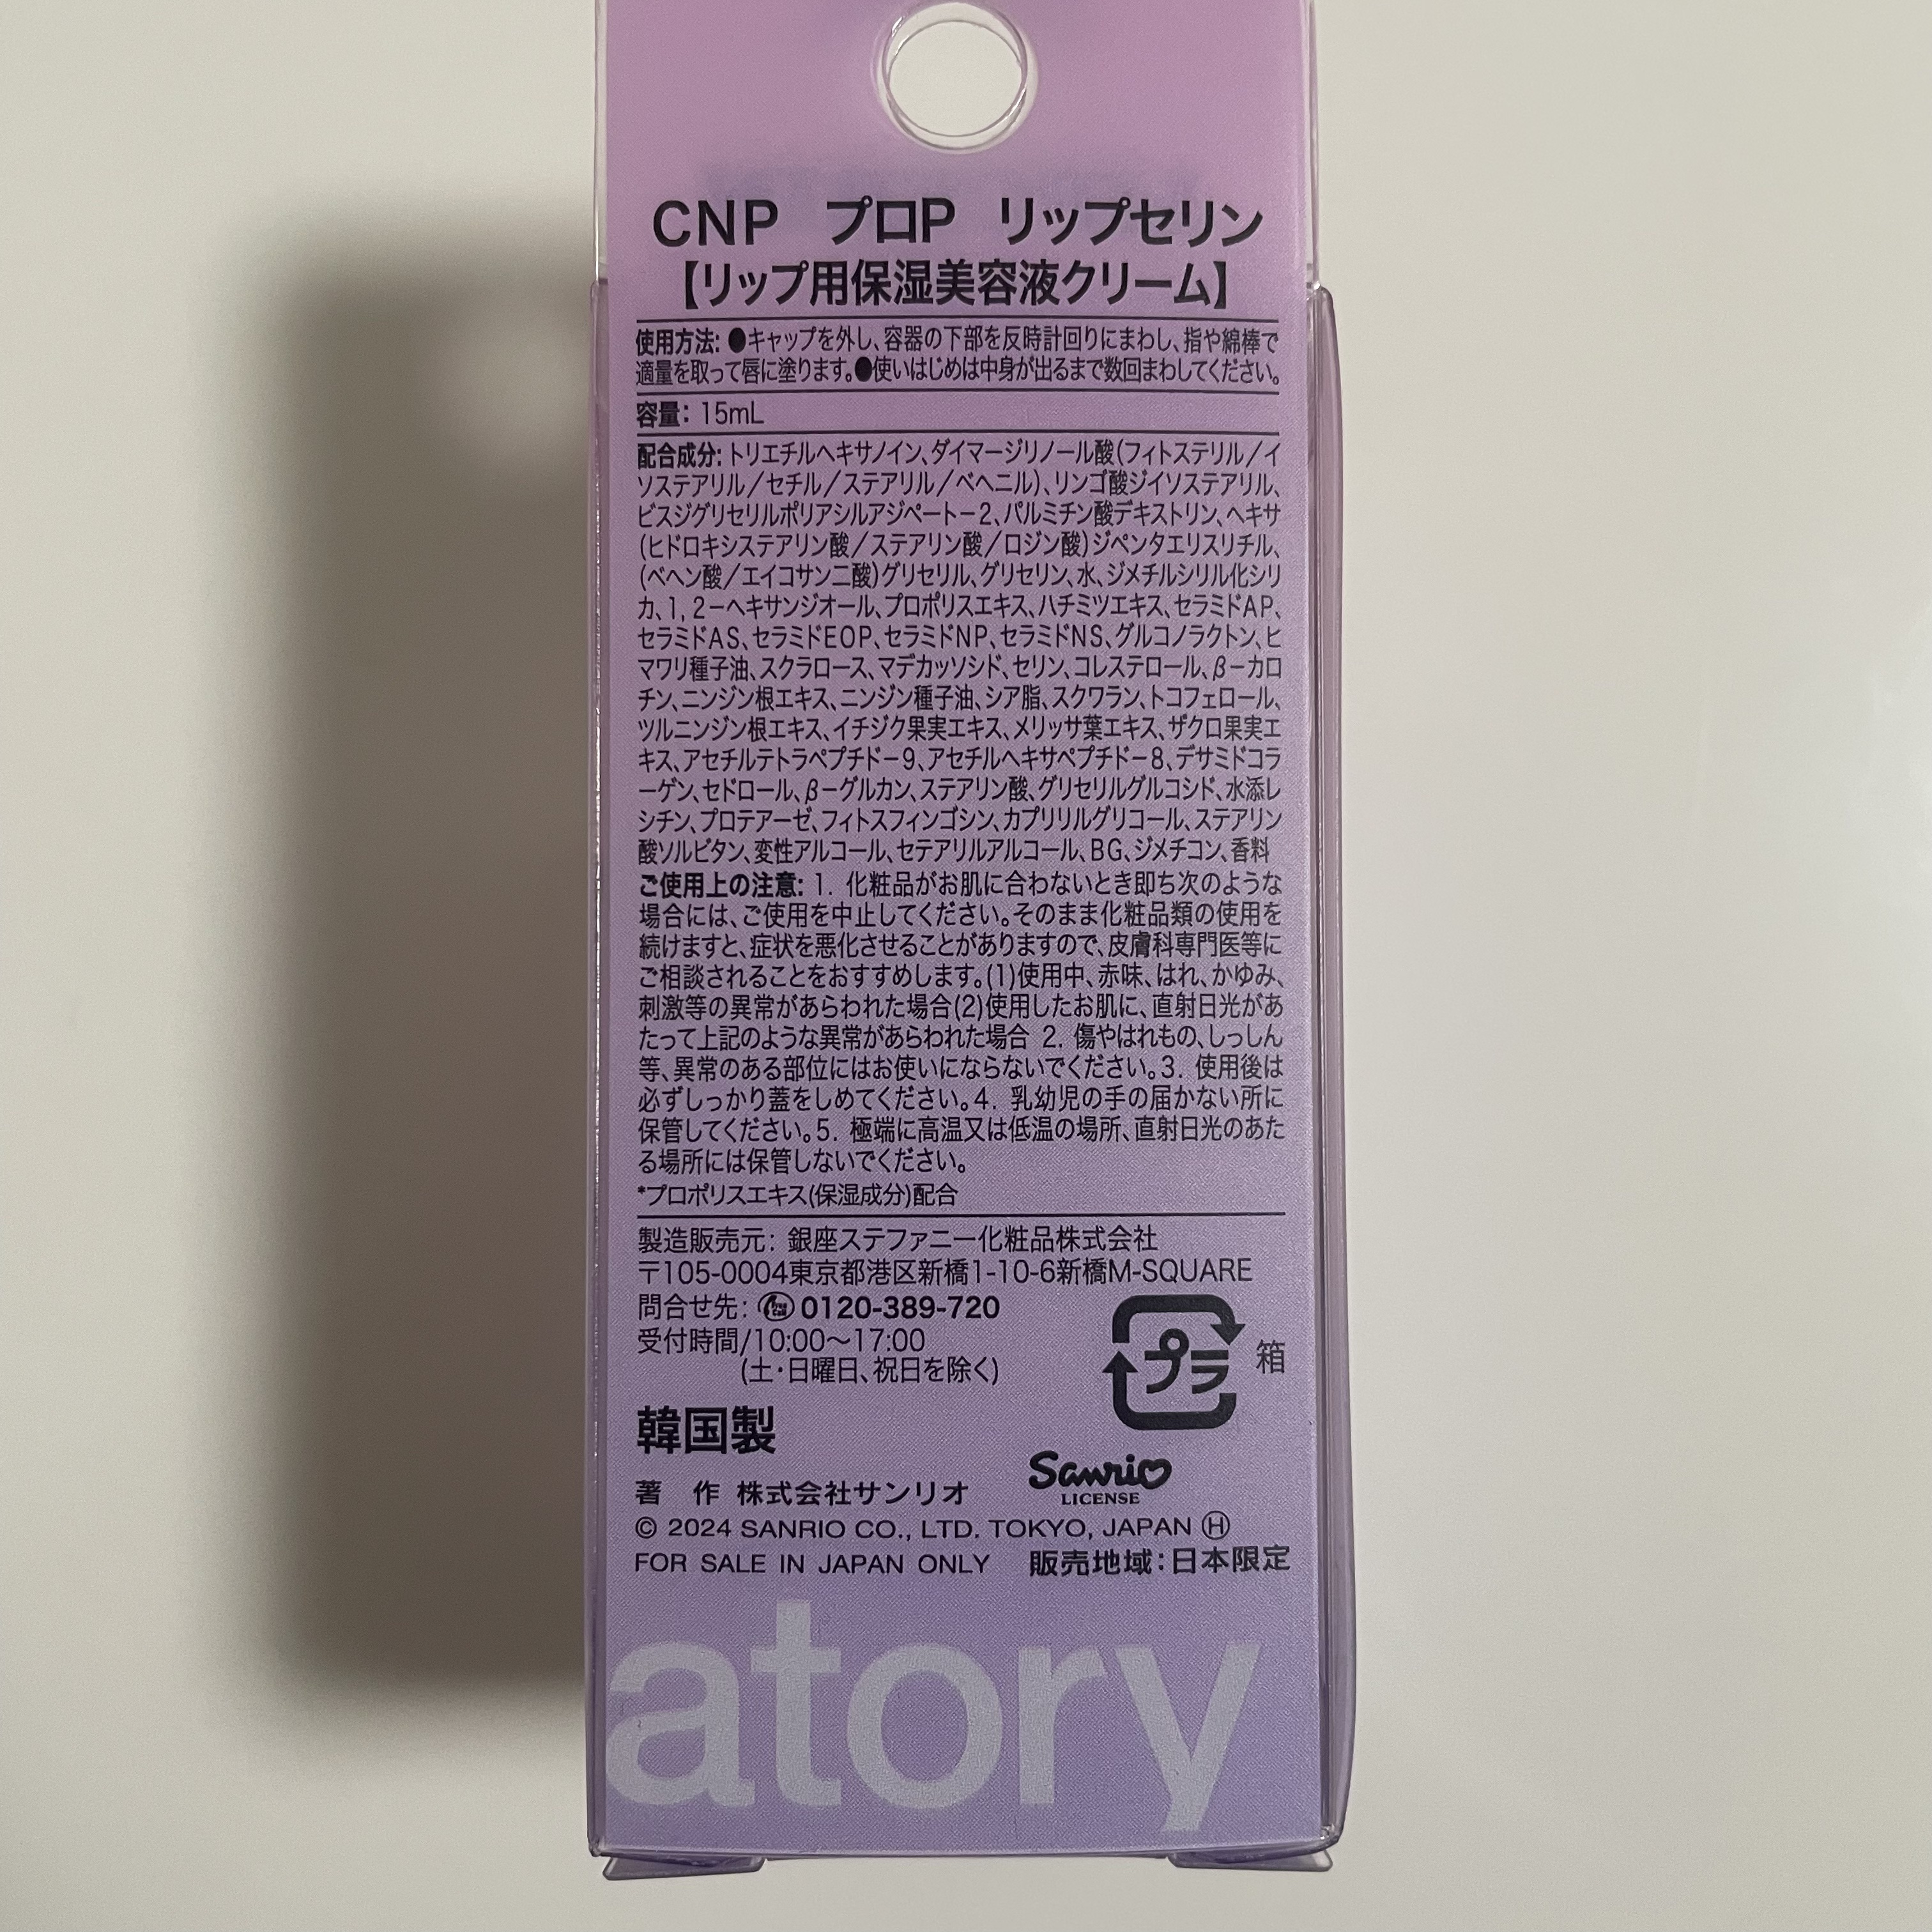 CNP プロP リップセリン
【リップ用保湿美容液クリーム】
使用方法: ●キャップを外し、容器の下部を反時計回りにまわし、指や綿棒で
適量を取って唇に塗ります。●使いはじめは中身が出るまで数回まわしてください。
容量: 15mL
配合成分: トリエチルヘキサノイン、ダイマージリノール酸(フィトステリル/イ
ソステアリル/セチル/ステアリル/ベヘニル)、リンゴ酸ジイソステアリル、
ビスジグリセリルポリアシルアジペート-2、パルミチン酸デキストリン、ヘキサ
(ヒドロキシステアリン酸/ステアリン酸/ロジン酸)ジペンタエリスリチル、
(ベヘン酸/エイコサン二酸)グリセリル、グリセリン、水、ジメチルシリル化シリ
カ、1,2-ヘキサンジオール、プロポリスエキス、ハチミツエキス、セラミドAP、
セラミドAS、セラミドEOP、セラミドNP、セラミドNS、グルコノラクトン、ヒ
マワリ種子油、スクラロース、マデカッソシド、セリン、コレステロール、β-カロ
チン、ニンジン根エキス、ニンジン種子油、シア脂、スクワラン、トコフェロール、
ツルニンジン根エキス、イチジク果実エキス、メリッサ葉エキス、ザクロ果実エ
キス、アセチルテトラペプチド-9、アセチルヘキサペプチド-8、デサミドコラ
ーゲン、セドロール、β-グルカン、ステアリン酸、グリセリルグルコシド、水添レ
シチン、プロテアーゼ、フィトスフィンゴシン、カプリリルグリコール、ステアリン
酸ソルビタン、変性アルコール、セテアリルアルコール、BG、ジメチコン、香料
ご使用上の注意: 1. 化粧品がお肌に合わないとき即ち次のような
場合には、ご使用を中止してください。そのまま化粧品類の使用を
続けますと、症状を悪化させることがありますので、皮膚科専門医等に
ご相談されることをおすすめします。(1)使用中、赤味、はれ、かゆみ、
刺激等の異常があらわれた場合(2)使用したお肌に、直射日光があ
たって上記のような異常があらわれた場合 2. 傷やはれもの、しっしん
等、異常のある部位にはお使いにならないでください。3. 使用後は
必ずしっかり蓋をしめてください。4. 乳幼児の手の届かない所に
保管してください。5. 極端に高温又は低温の場所、直射日光のあた
る場所には保管しないでください。
*プロポリスエキス(保湿成分)配合
製造販売元: 銀座ステファニー化粧品株式会社
〒105-0004東京都港区新橋1-10-6新橋M-SQUARE
問合せ先: Free Call 0120-389-720
受付時間/10:00～17:00
(土・日曜日、祝日を除く)
プラ 箱
韓国製
Sanrio
LICENSE
著 作 株式会社サンリオ
© 2024 SANRIO CO., LTD. TOKYO, JAPAN Ⓗ
FOR SALE IN JAPAN ONLY 販売地域:日本限定
atory